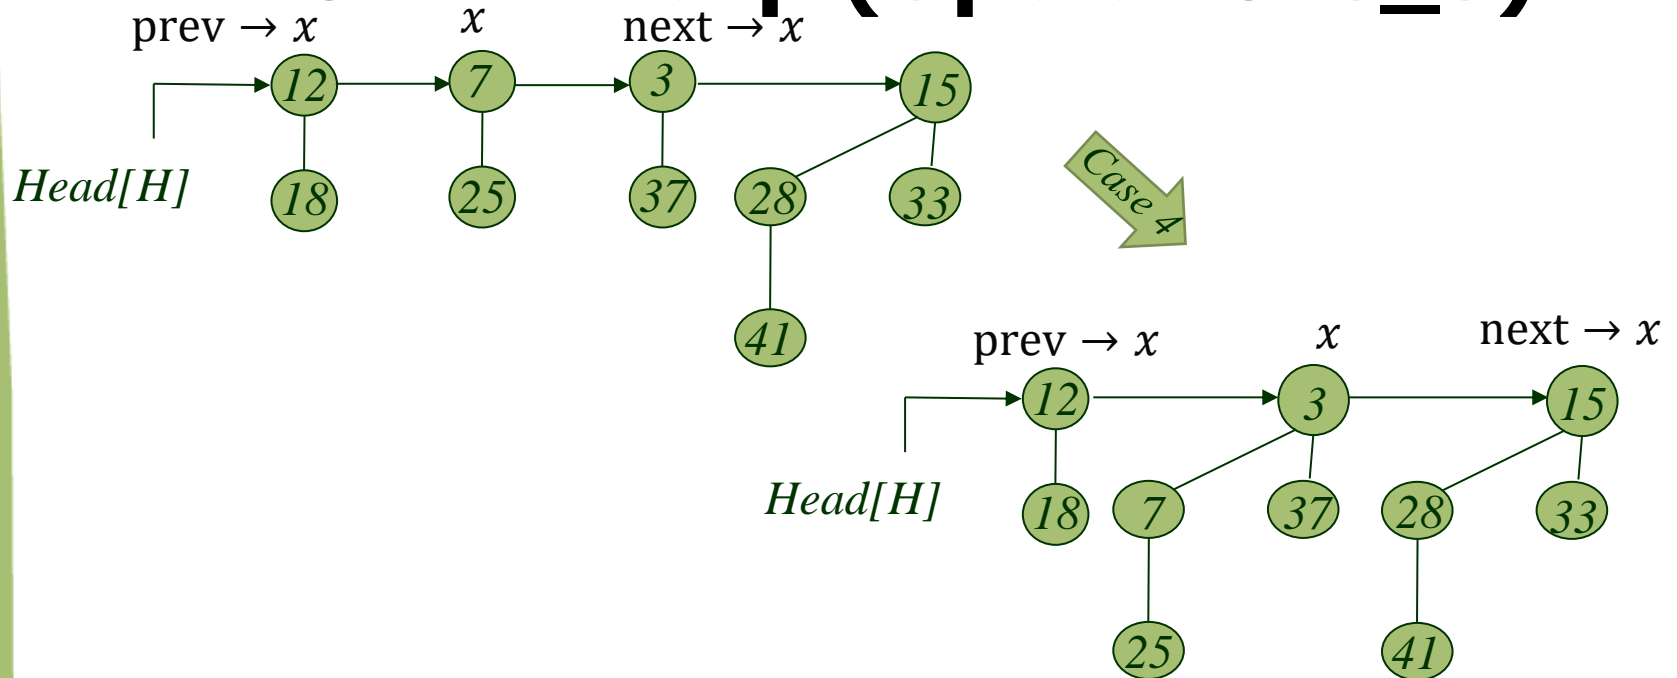 prev → x x next → x
12 7 3 15
Head[H]
18 25 37 28 33
Case 4
41
prev → x x next → x
12 3 15
Head[H]
18 7 37 28 33
25 41